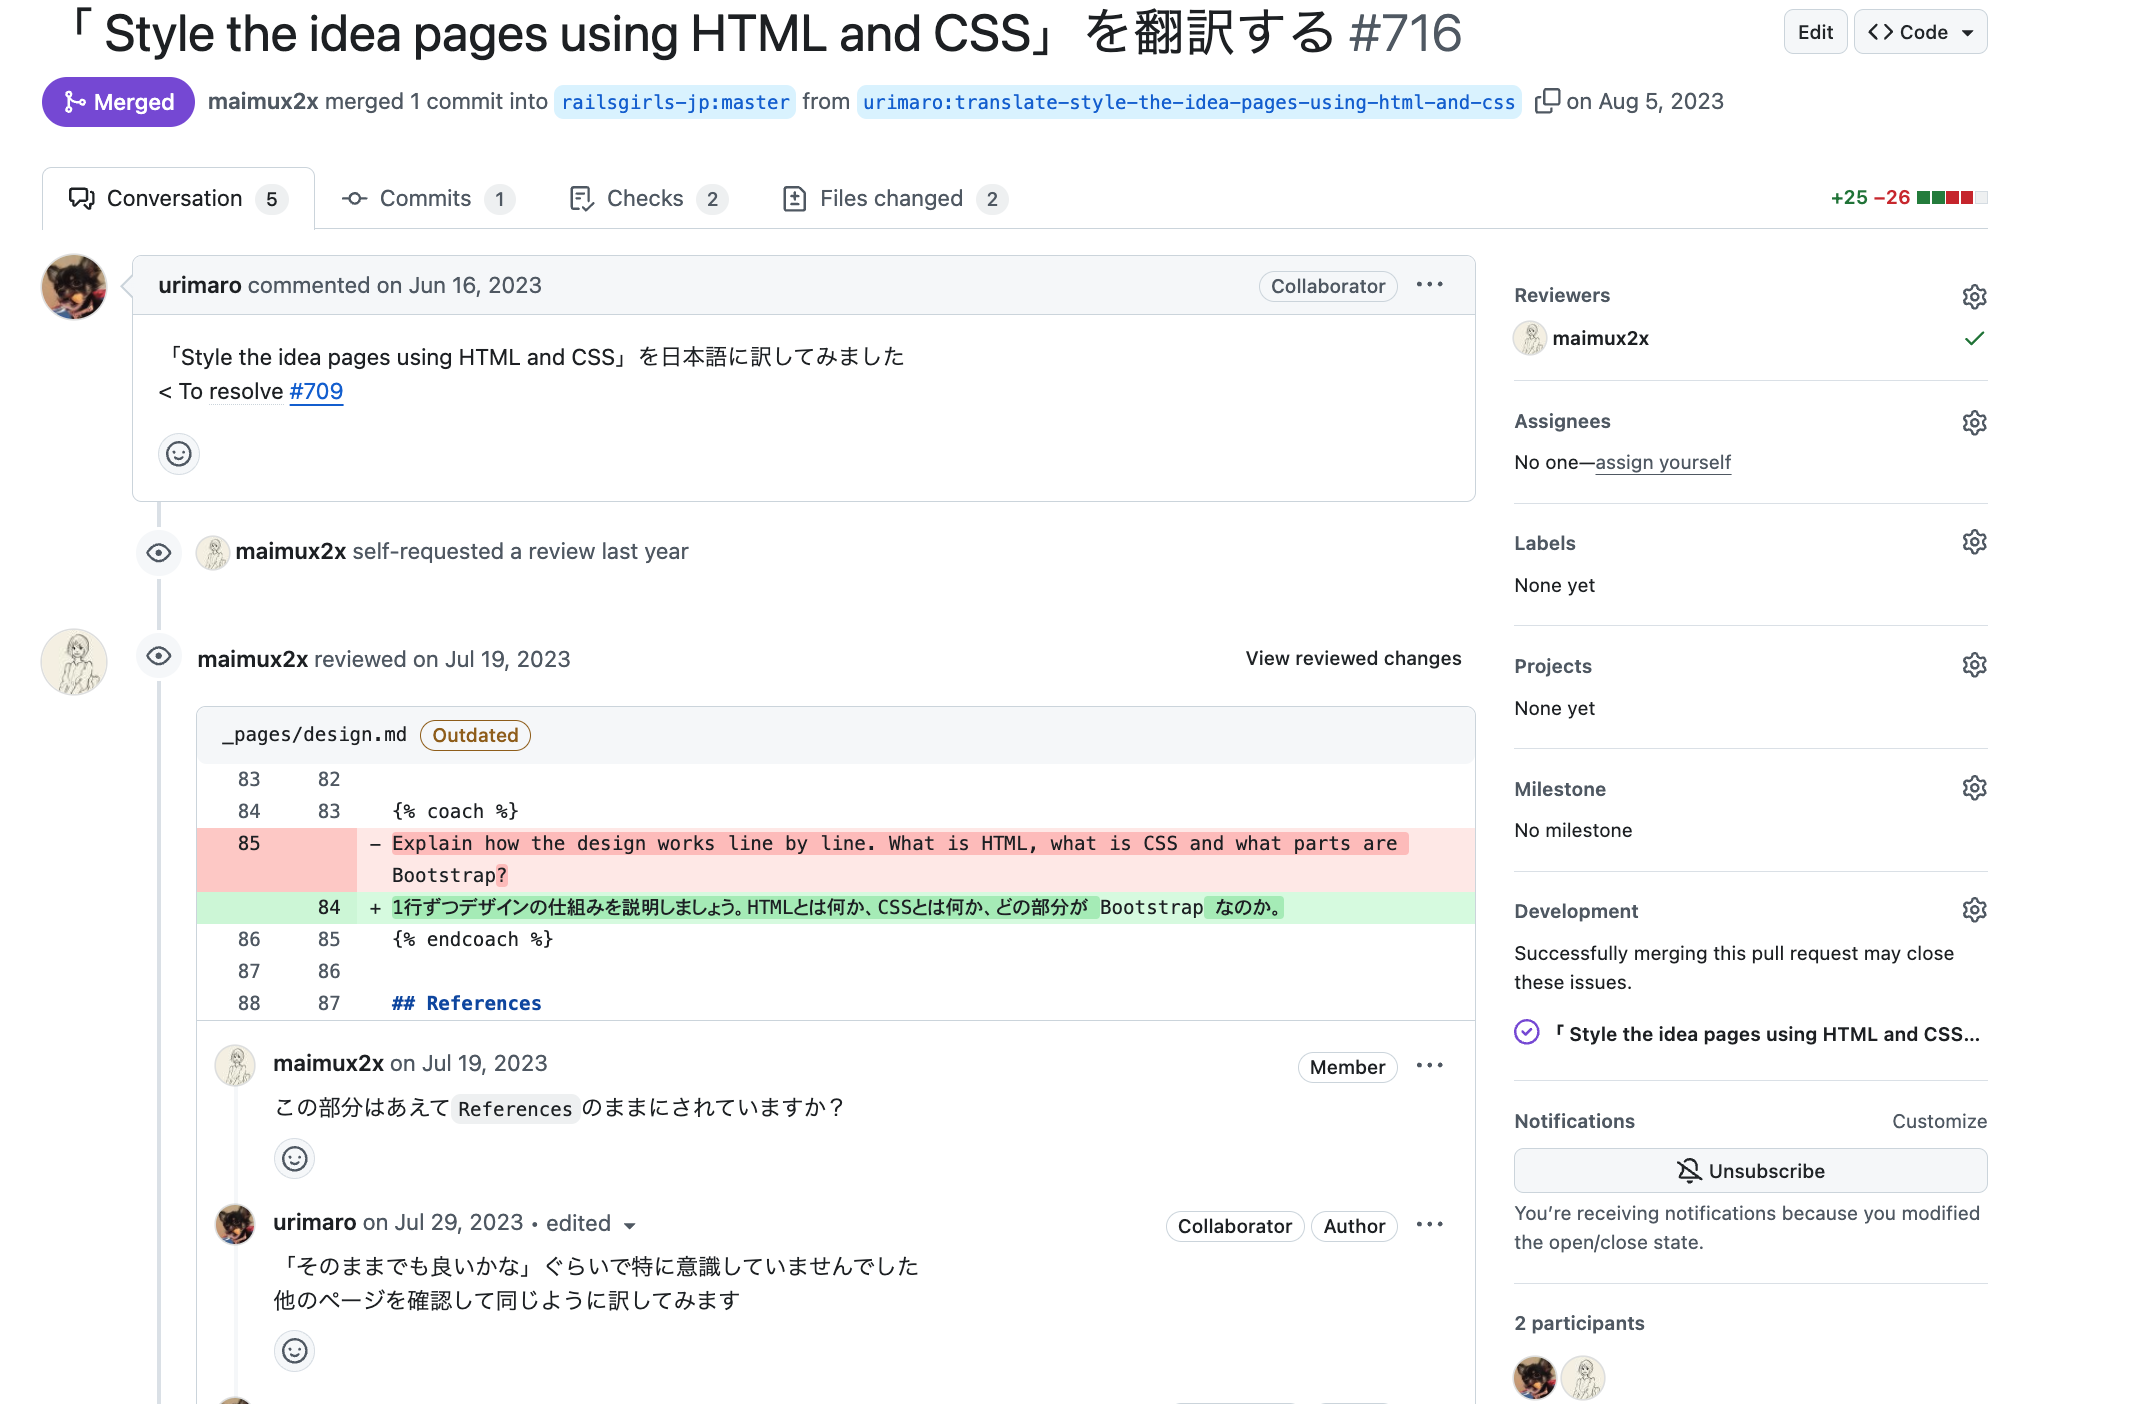 「 Style the idea pages using HTML and CSS」 を翻訳する #716
Edit
Code
Merged
maimux2x merged 1 commit into railsgirls-jp:master from urimaro:translate-style-the-idea-pages-using-html-and-css on Aug 5, 2023
Conversation 5
Commits 1
Checks 2
Files changed 2
+25 −26
urimaro commented on Jun 16, 2023
Collaborator
「Style the idea pages using HTML and CSS」を日本語に訳してみました
< To resolve #709
maimux2x self-requested a review last year
maimux2x reviewed on Jul 19, 2023
View reviewed changes
_pages/design.md Outdated
83 82
84 83 {% coach %}
85 - Explain how the design works line by line. What is HTML, what is CSS and what parts are
Bootstrap?
84 + 1行ずつデザインの仕組みを説明しましょう。HTMLとは何か、CSSとは何か、どの部分が Bootstrap なのか。
86 85 {% endcoach %}
87 86
88 87 ## References
maimux2x on Jul 19, 2023
Member
この部分はあえて References のままにされていますか？
urimaro on Jul 29, 2023 • edited
Collaborator
Author
「そのままでも良いかな」ぐらいで特に意識していませんでした
他のページを確認して同じように訳してみます
Reviewers
maimux2x
Assignees
No one—assign yourself
Labels
None yet
Projects
None yet
Milestone
No milestone
Development
Successfully merging this pull request may close
these issues.
「 Style the idea pages using HTML and CSS...
Notifications
Customize
Unsubscribe
You’re receiving notifications because you modified
the open/close state.
2 participants